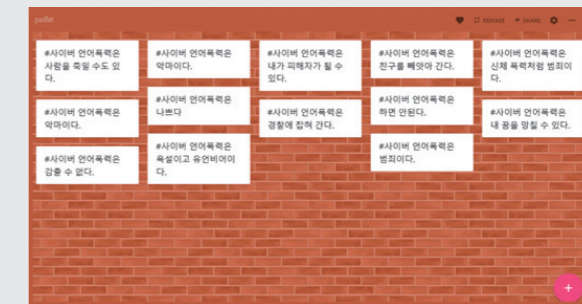 padlet
REMAKE SHARE
#사이버 언어폭력은
사람을 죽일 수도 있
다.
#사이버 언어폭력은
악마이다.
#사이버 언어폭력은
감출 수 없다.
#사이버 언어폭력은
악마이다.
#사이버 언어폭력은
나쁘다
#사이버 언어폭력은
욕설이고 유언비어이
다.
#사이버 언어폭력은
내가 피해자가 될 수
있다.
#사이버 언어폭력은
경찰에 잡혀 간다.
#사이버 언어폭력은
친구를 빼앗아 간다.
#사이버 언어폭력은
하면 안된다.
#사이버 언어폭력은
범죄이다.
#사이버 언어폭력은
신체 폭력처럼 범죄이
다.
#사이버 언어폭력은
내 꿈을 망칠 수 있다.